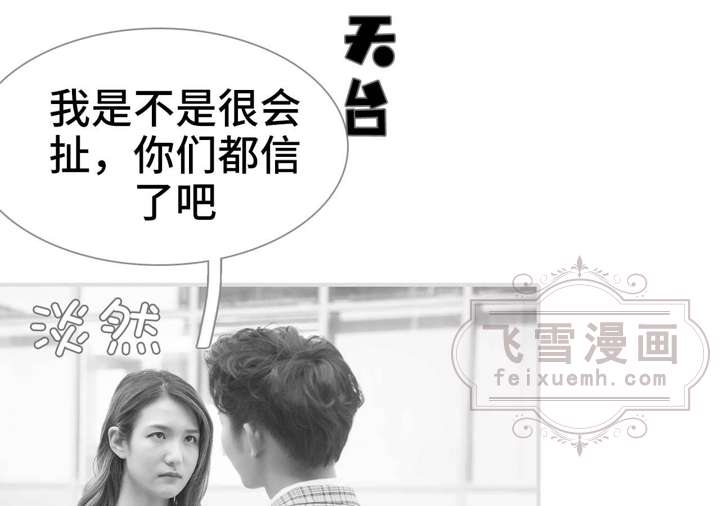 天台
我是不是很会
扯，你们都信
了吧
淡然
飞雪漫画
feixuemh.com